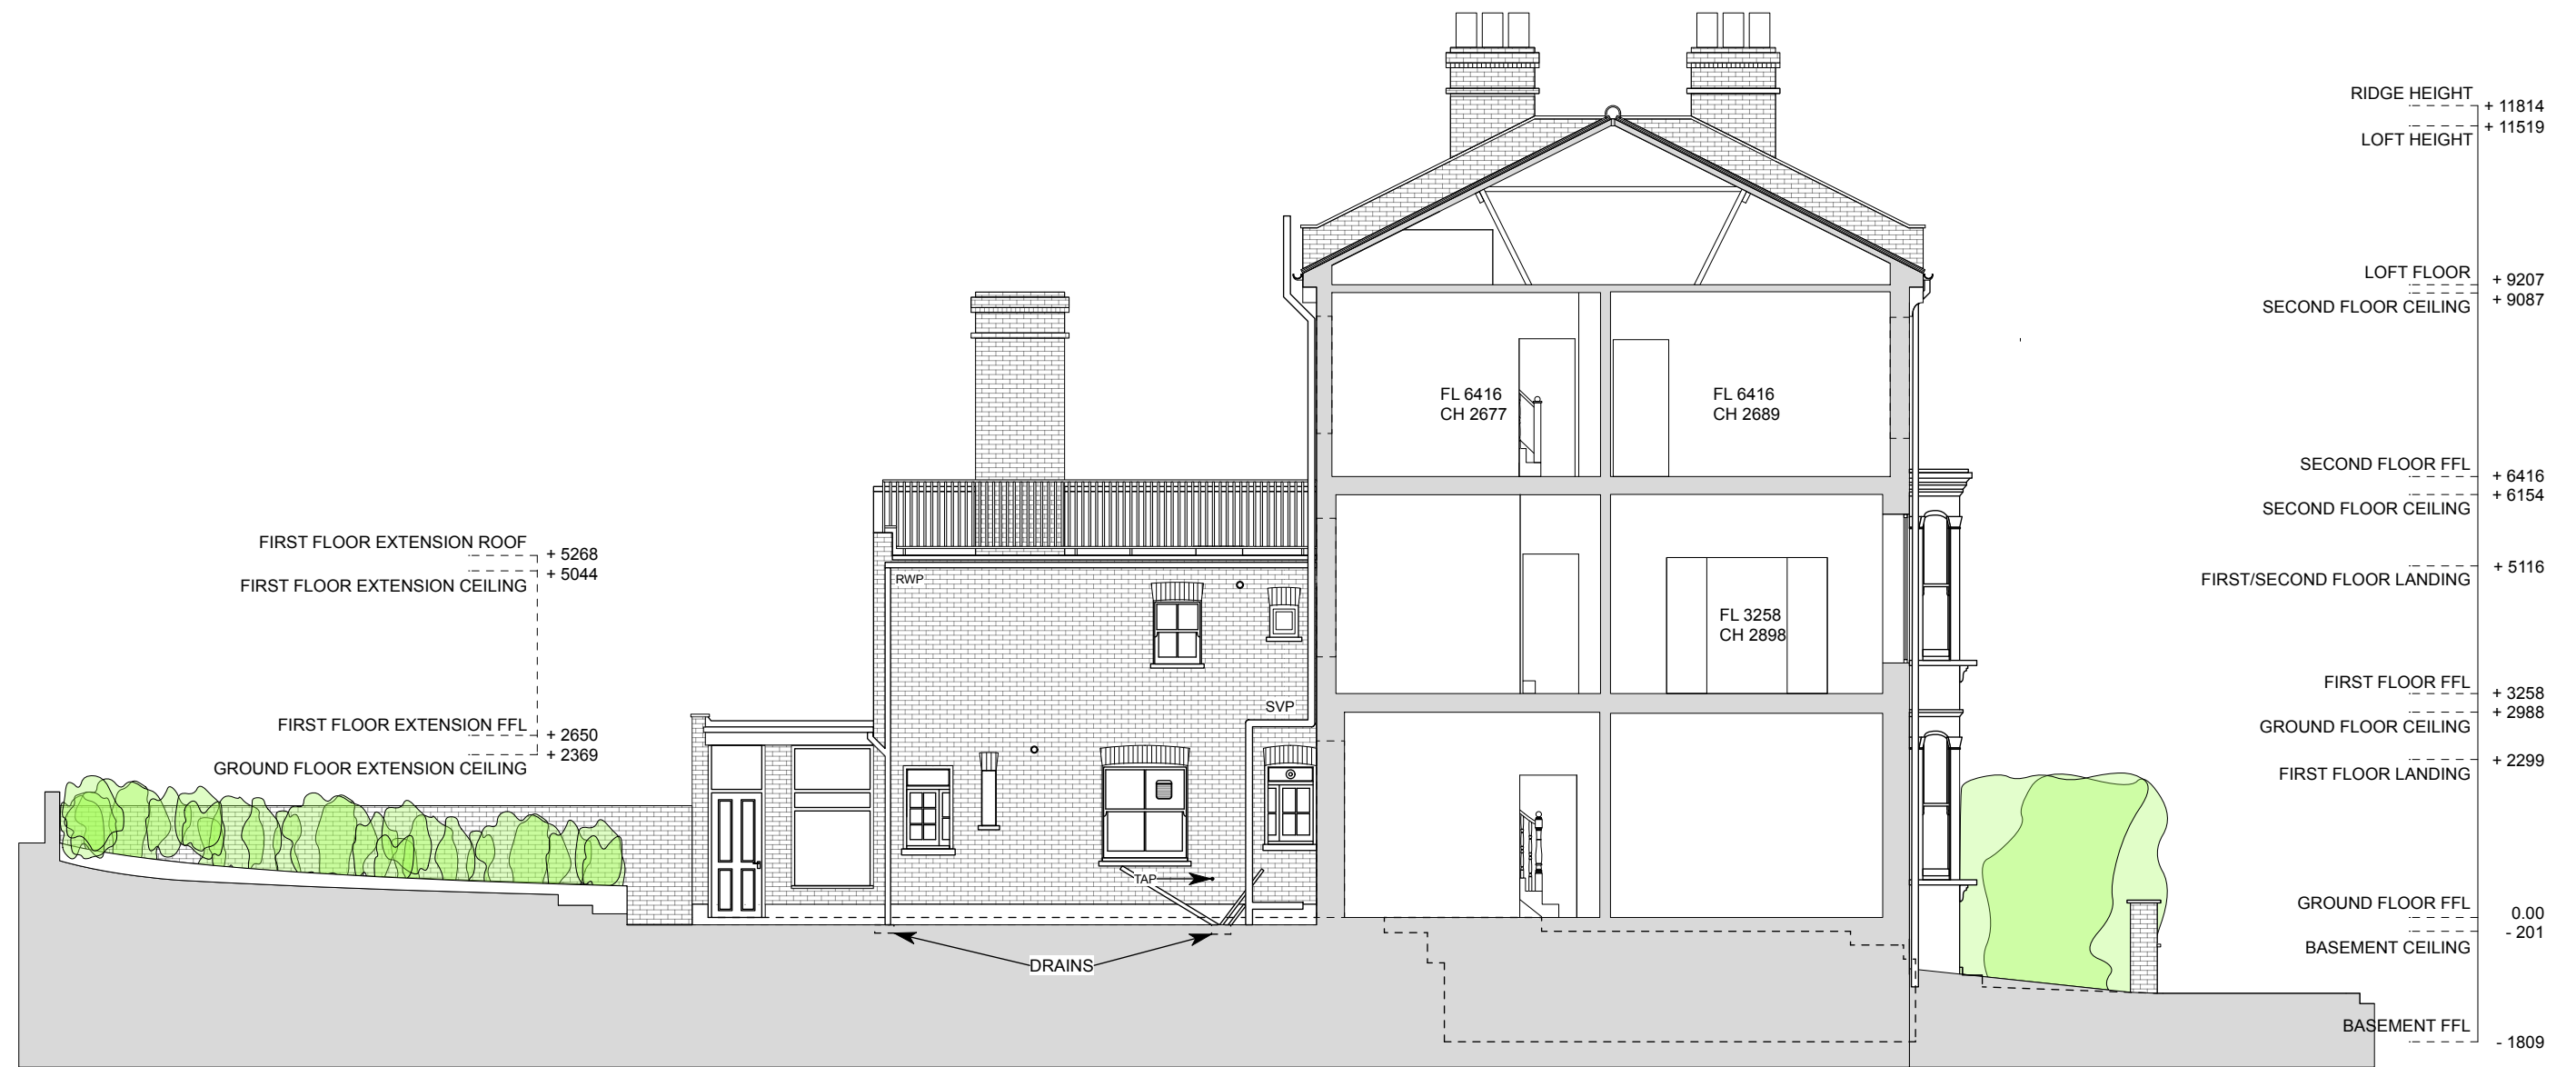 RIDGE HEIGHT
+ 11814
+ 11519
LOFT HEIGHT
LOFT FLOOR
+ 9207
+ 9087
SECOND FLOOR CEILING
FL 6416
CH 2677
FL 6416
CH 2689
SECOND FLOOR FFL
+ 6416
+ 6154
SECOND FLOOR CEILING
FIRST FLOOR EXTENSION ROOF
+ 5268
+ 5044
FIRST FLOOR EXTENSION CEILING
RWP
+ 5116
FIRST/SECOND FLOOR LANDING
FL 3258
CH 2898
FIRST FLOOR FFL
+ 3258
+ 2988
GROUND FLOOR CEILING
SVP
FIRST FLOOR EXTENSION FFL
+ 2650
+ 2369
GROUND FLOOR EXTENSION CEILING
+ 2299
FIRST FLOOR LANDING
TAP
GROUND FLOOR FFL
0.00
- 201
BASEMENT CEILING
DRAINS
BASEMENT FFL
- 1809